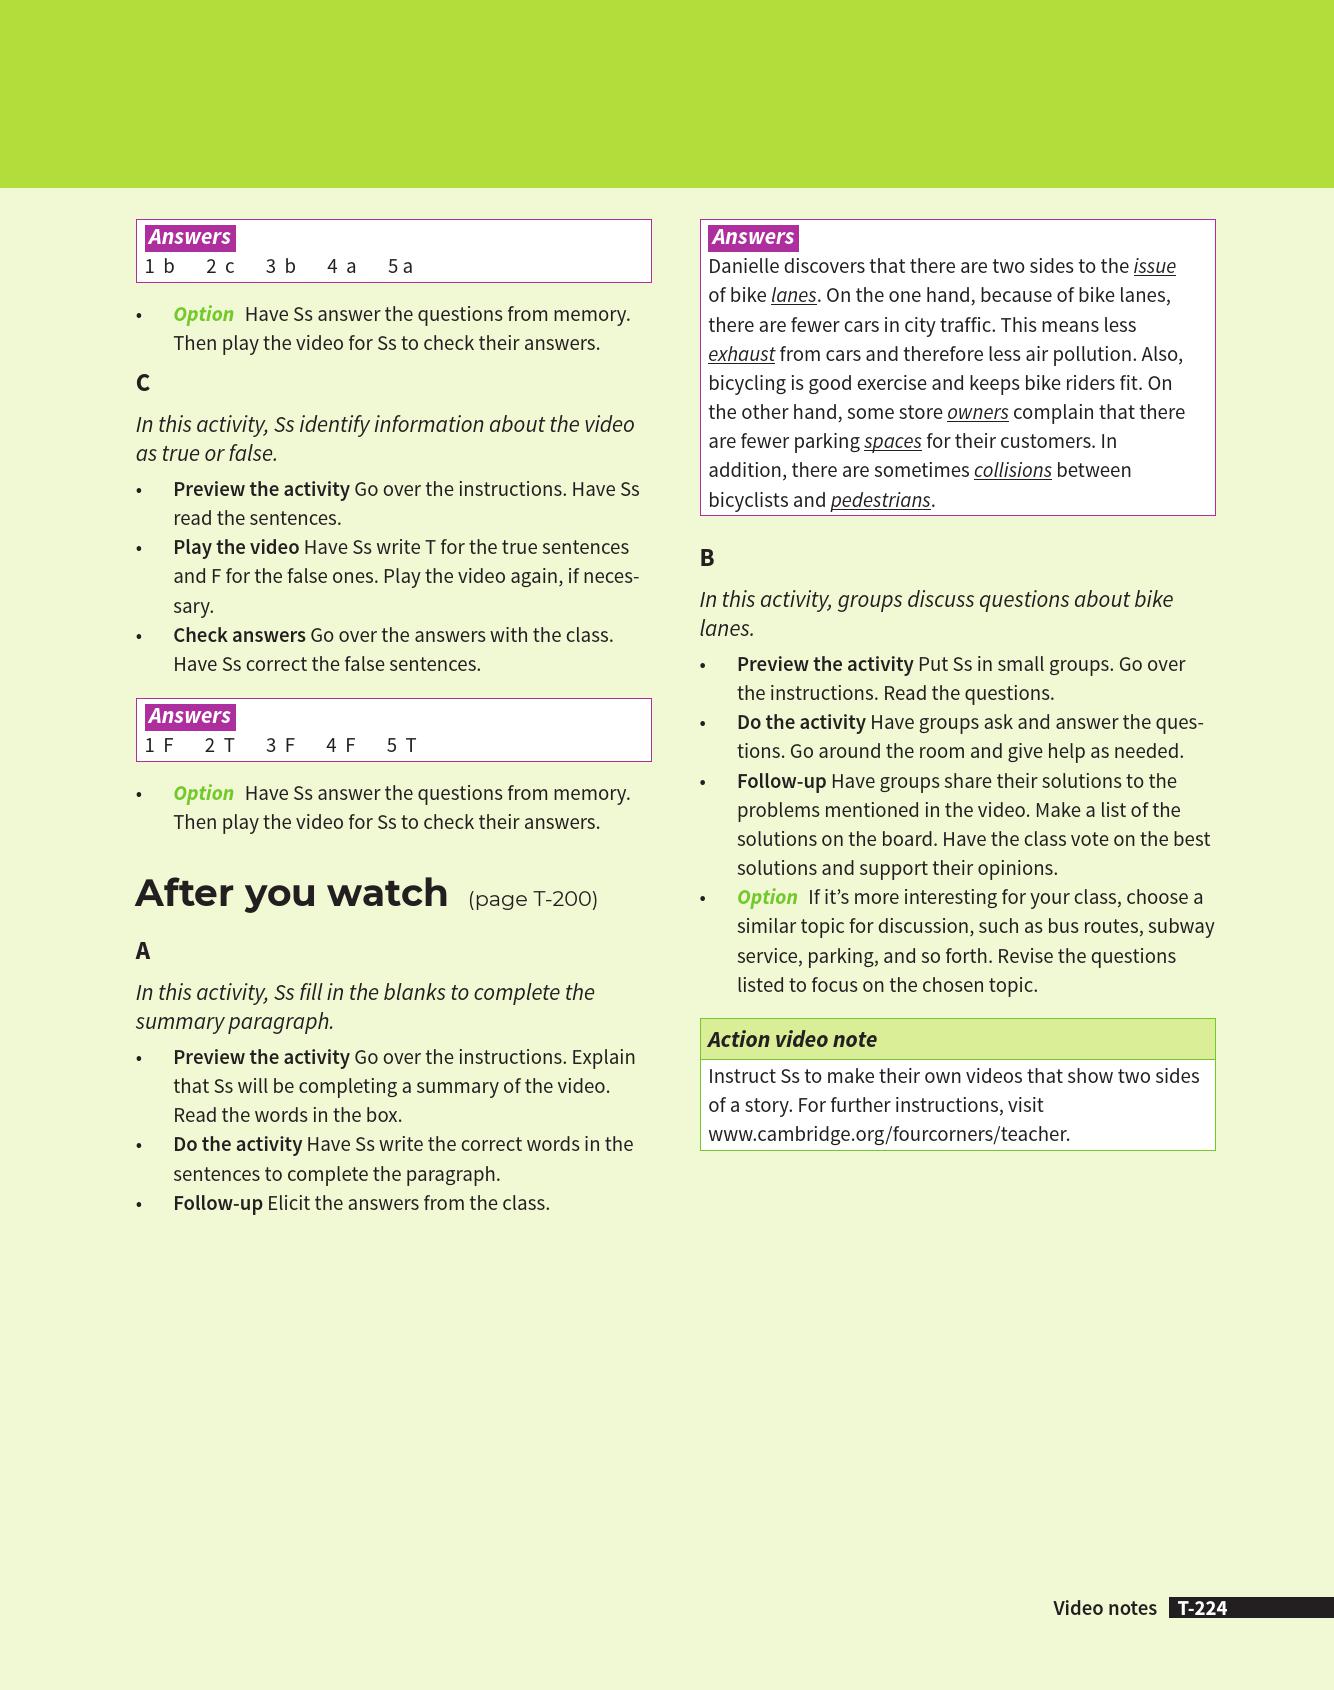 Answers
1 b 2 c 3 b 4 a 5 a
• Option Have Ss answer the questions from memory.
Then play the video for Ss to check their answers.
C
In this activity, Ss identify information about the video
as true or false.
• Preview the activity Go over the instructions. Have Ss
read the sentences.
• Play the video Have Ss write T for the true sentences
and F for the false ones. Play the video again, if neces-
sary.
• Check answers Go over the answers with the class.
Have Ss correct the false sentences.
Answers
1 F 2 T 3 F 4 F 5 T
• Option Have Ss answer the questions from memory.
Then play the video for Ss to check their answers.
After you watch (page T-200)
A
In this activity, Ss fill in the blanks to complete the
summary paragraph.
• Preview the activity Go over the instructions. Explain
that Ss will be completing a summary of the video.
Read the words in the box.
• Do the activity Have Ss write the correct words in the
sentences to complete the paragraph.
• Follow-up Elicit the answers from the class.
Answers
Danielle discovers that there are two sides to the issue
of bike lanes. On the one hand, because of bike lanes,
there are fewer cars in city traffic. This means less
exhaust from cars and therefore less air pollution. Also,
bicycling is good exercise and keeps bike riders fit. On
the other hand, some store owners complain that there
are fewer parking spaces for their customers. In
addition, there are sometimes collisions between
bicyclists and pedestrians.
B
In this activity, groups discuss questions about bike
lanes.
• Preview the activity Put Ss in small groups. Go over
the instructions. Read the questions.
• Do the activity Have groups ask and answer the ques-
tions. Go around the room and give help as needed.
• Follow-up Have groups share their solutions to the
problems mentioned in the video. Make a list of the
solutions on the board. Have the class vote on the best
solutions and support their opinions.
• Option If it’s more interesting for your class, choose a
similar topic for discussion, such as bus routes, subway
service, parking, and so forth. Revise the questions
listed to focus on the chosen topic.
Action video note
Instruct Ss to make their own videos that show two sides
of a story. For further instructions, visit
www.cambridge.org/fourcorners/teacher.
Video notes T-224